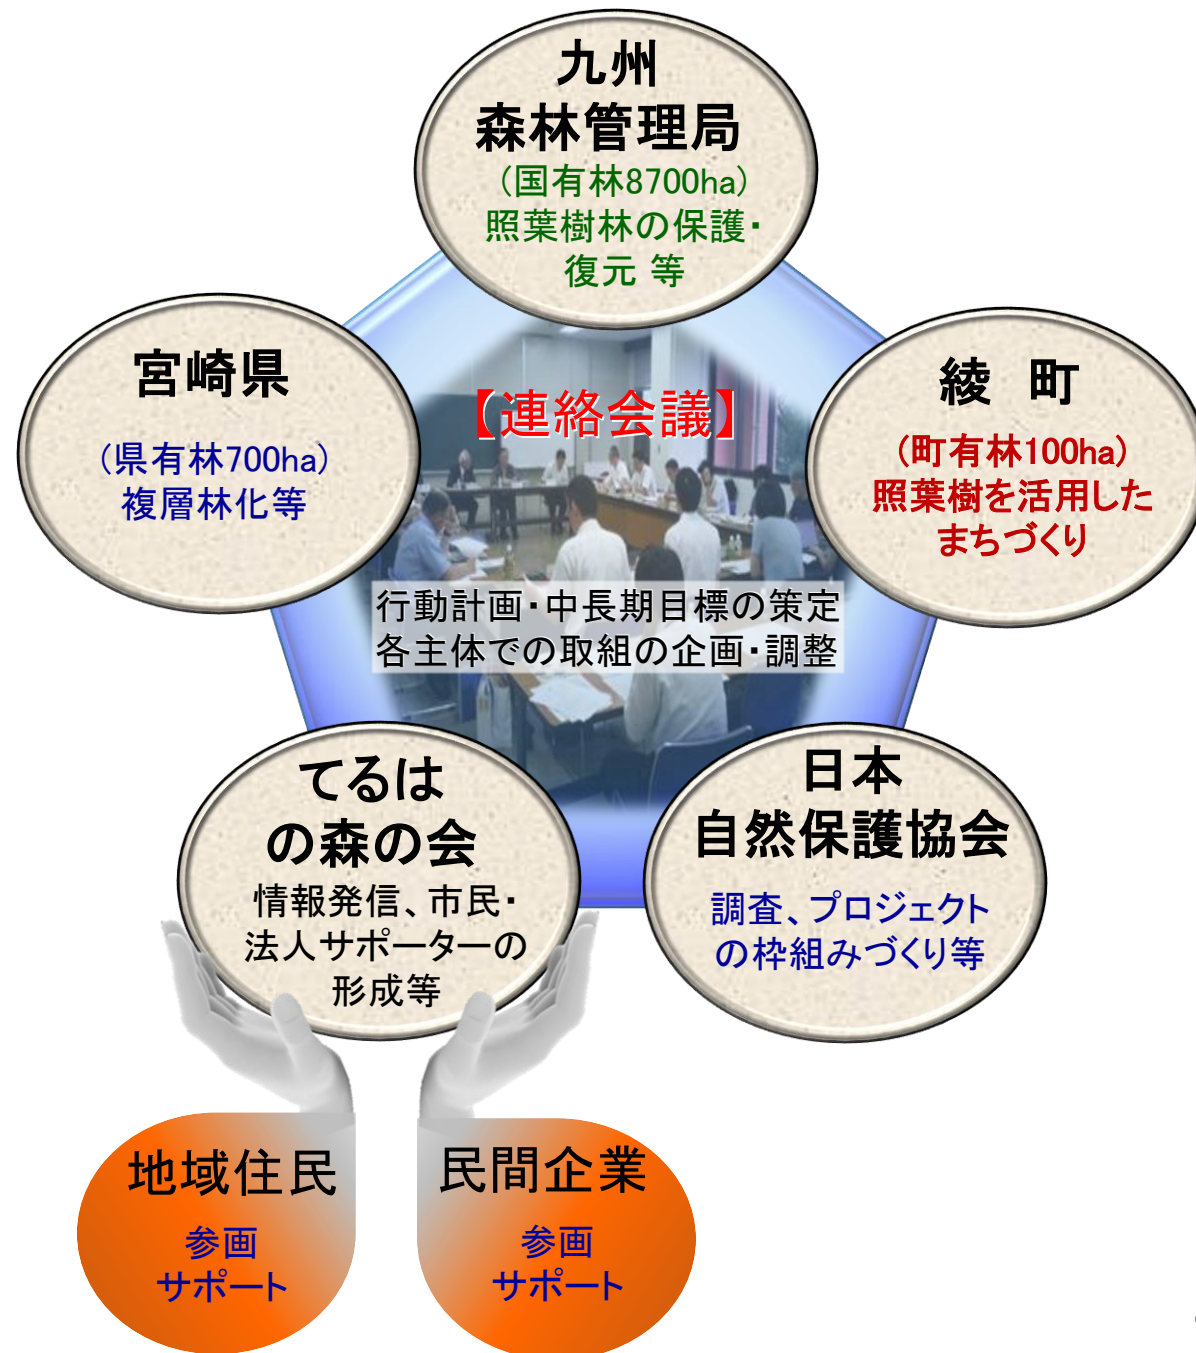 九州
森林管理局
(国有林8700ha)
照葉樹林の保護・
復元 等
宮崎県
(県有林700ha)
複層林化等
綾 町
(町有林100ha)
照葉樹を活用した
まちづくり
【連絡会議】
行動計画・中長期目標の策定
各主体での取組の企画・調整
てるは
の森の会
情報発信、市民・
法人サポーターの
形成等
日本
自然保護協会
調査、プロジェクト
の枠組みづくり等
地域住民
参画
サポート
民間企業
参画
サポート